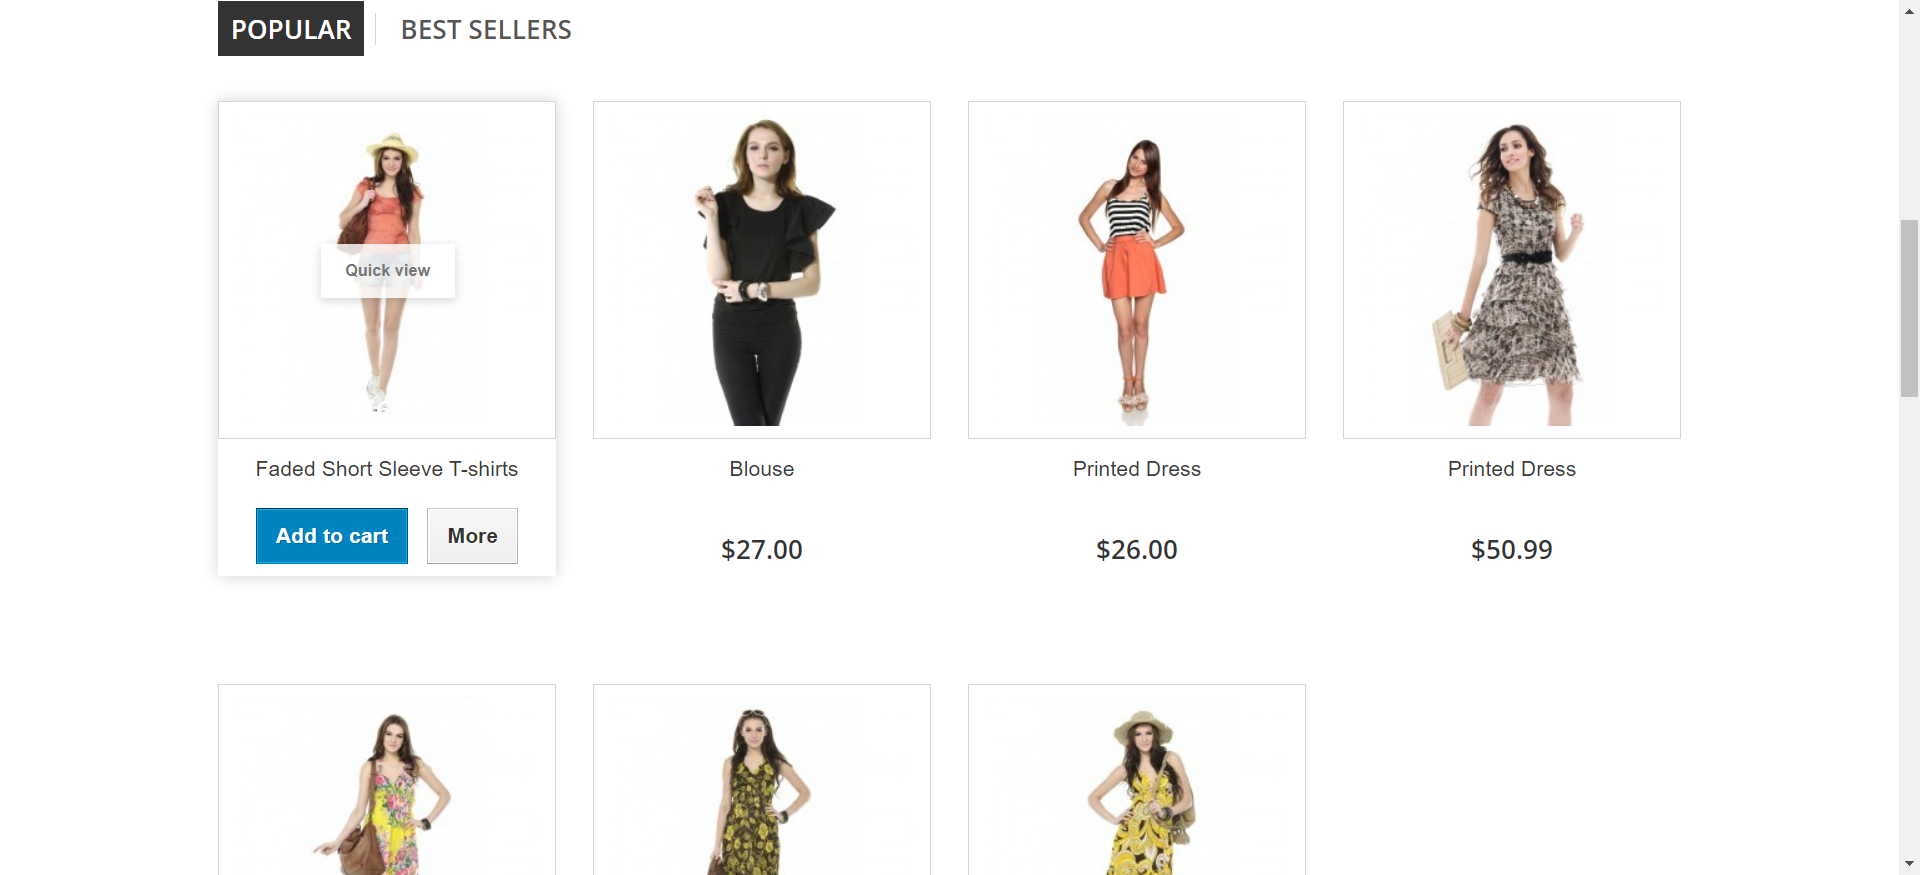 POPULAR
BEST SELLERS
Quick view
Faded Short Sleeve T-shirts
Add to cart
More
Blouse
$27.00
Printed Dress
$26.00
Printed Dress
$50.99